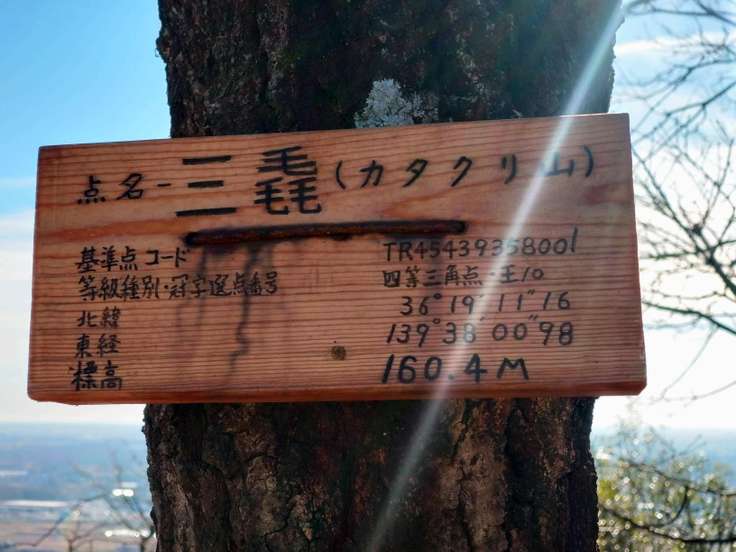 点名-三毳(カタクリ山)
基準点コード TR45439358001
等級種別・冠字選点番号 四等三角点・王10
北緯 36°19′11″16
東経 139°38′00″98
標高 160.4M